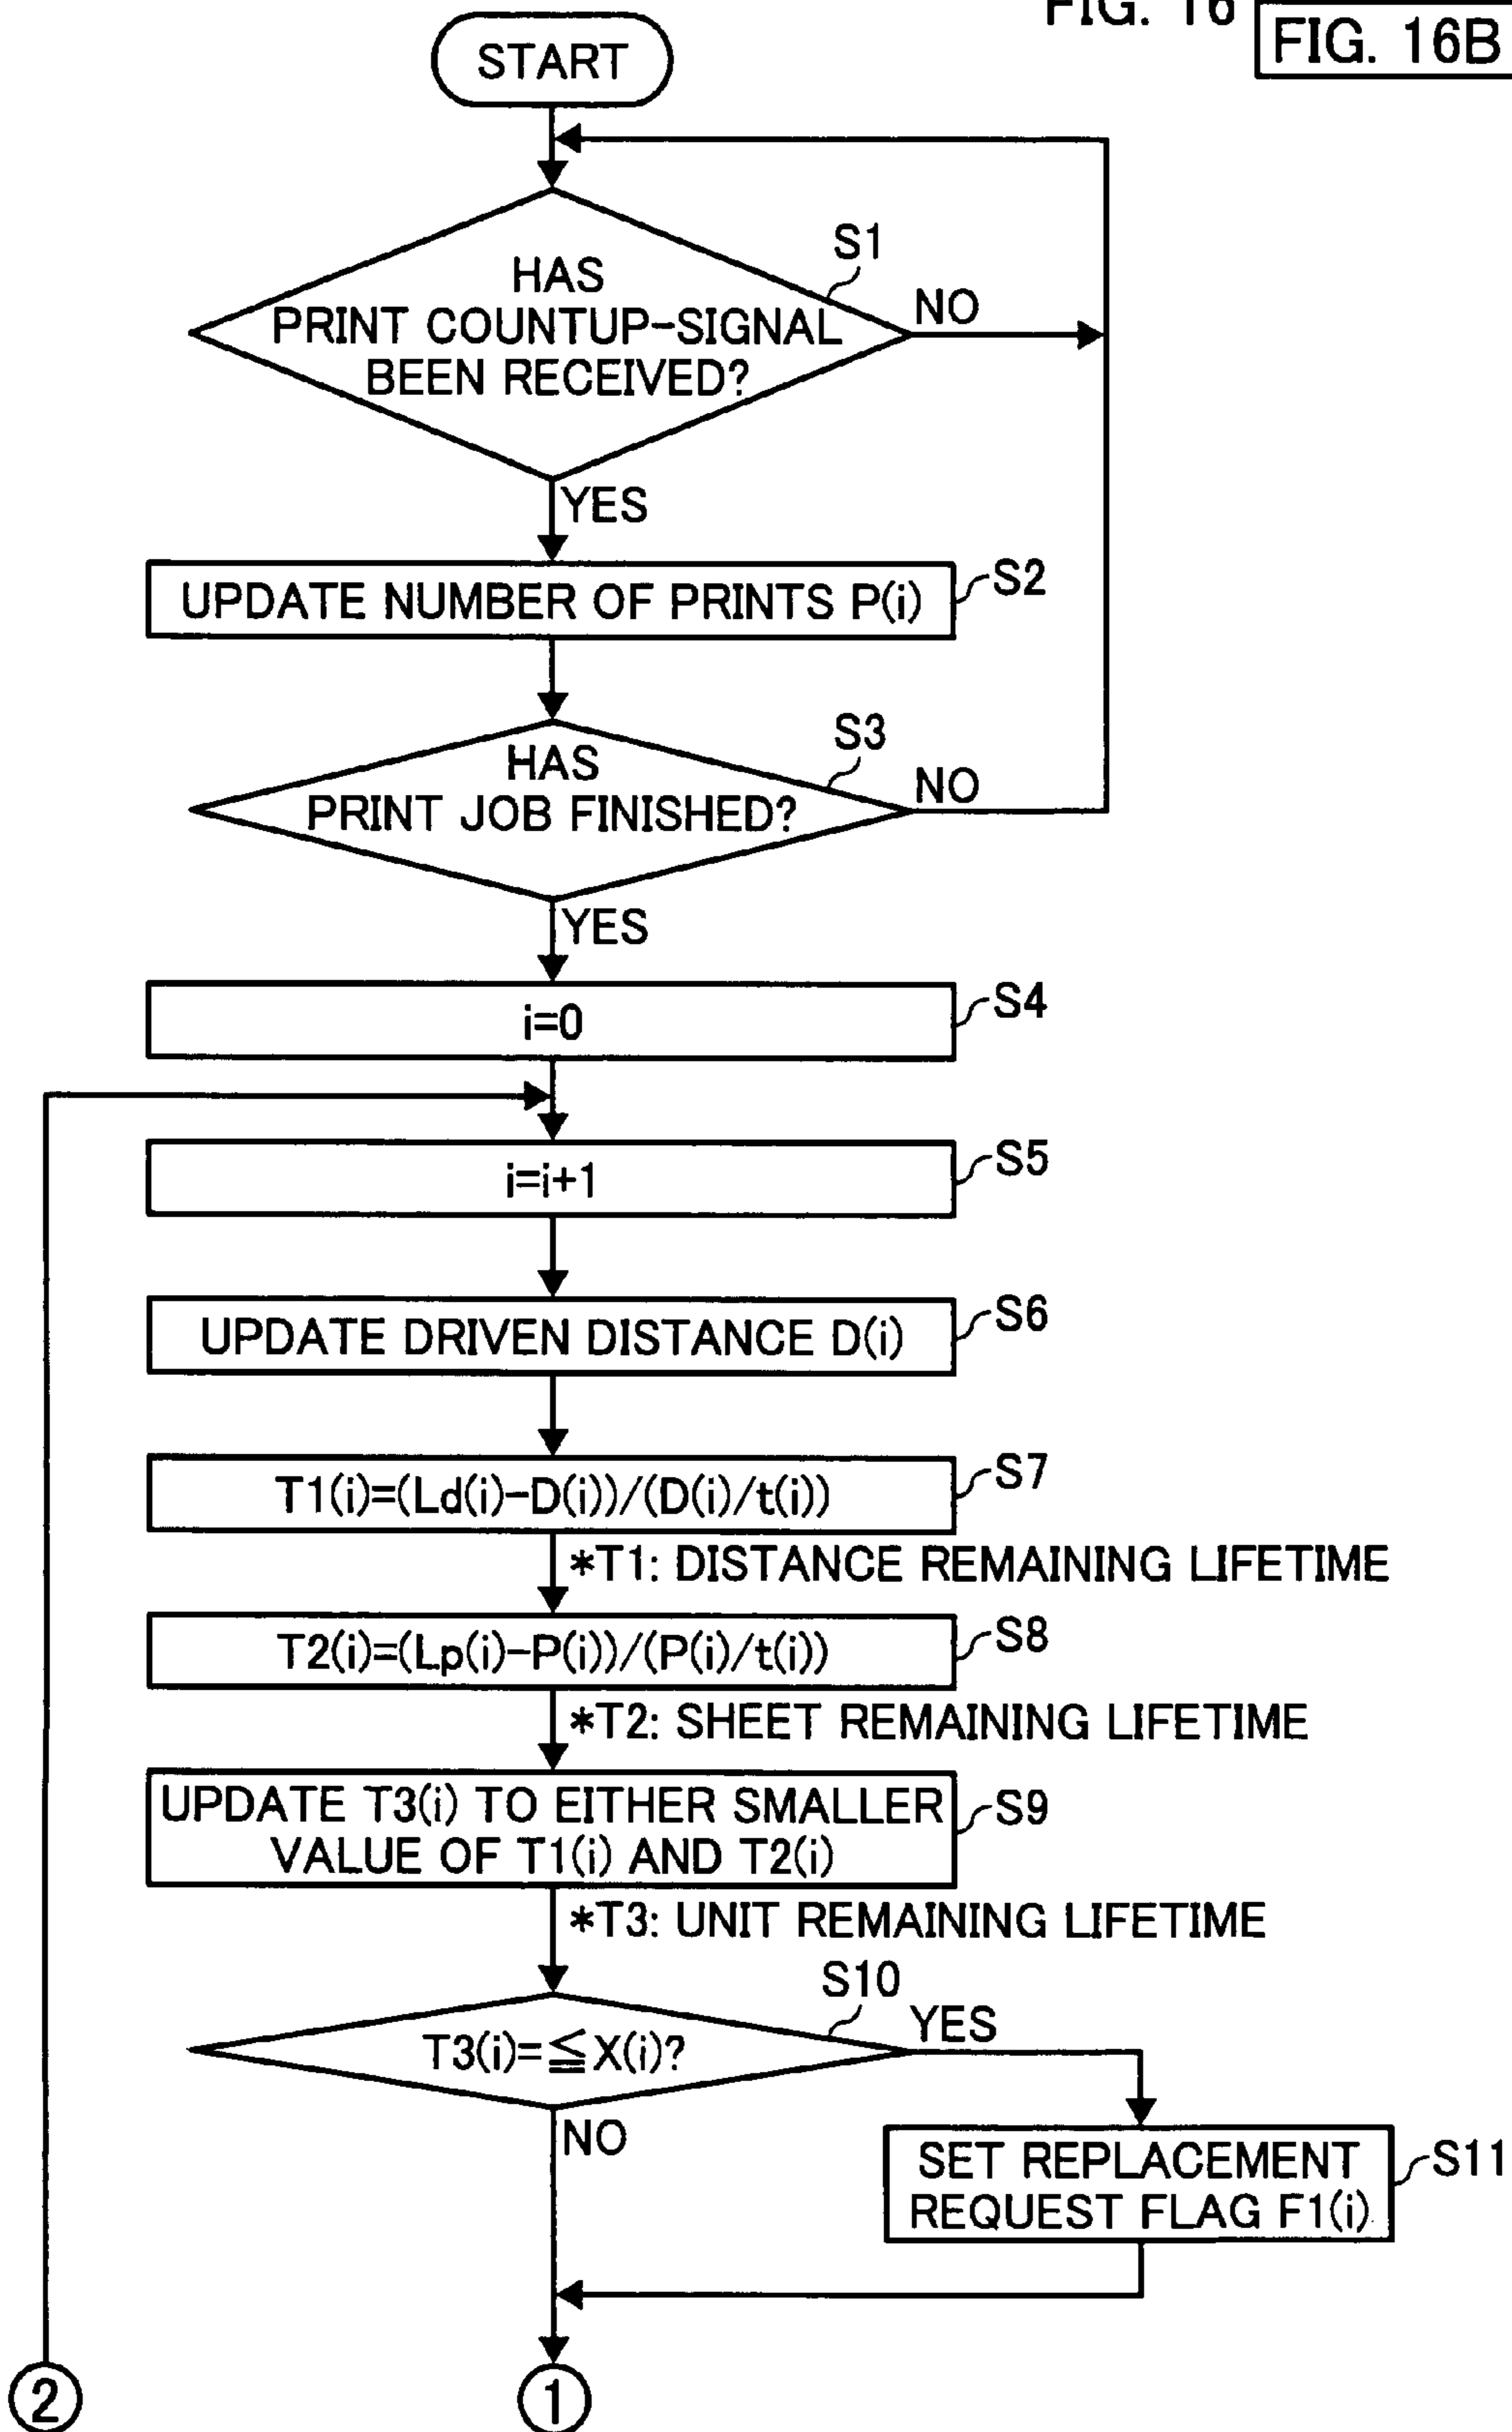 FIG. 16
FIG. 16B
START
S1
HAS
PRINT COUNTUP-SIGNAL
BEEN RECEIVED?
NO
YES
UPDATE NUMBER OF PRINTS P(i)
S2
S3
HAS
PRINT JOB FINISHED?
NO
YES
i=0
S4
i=i+1
S5
UPDATE DRIVEN DISTANCE D(i)
S6
T1(i)=(Ld(i)-D(i))/(D(i)/t(i))
S7
*T1: DISTANCE REMAINING LIFETIME
T2(i)=(Lp(i)-P(i))/(P(i)/t(i))
S8
*T2: SHEET REMAINING LIFETIME
UPDATE T3(i) TO EITHER SMALLER
VALUE OF T1(i) AND T2(i)
S9
*T3: UNIT REMAINING LIFETIME
S10
T3(i)=≦X(i)?
YES
NO
SET REPLACEMENT
REQUEST FLAG F1(i)
S11
2
1